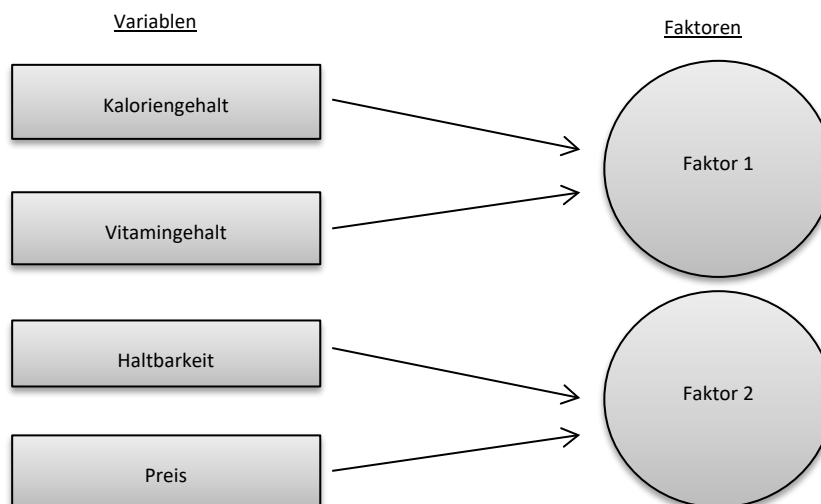 Variablen
Faktoren
Kaloriengehalt
Faktor 1
Vitamingehalt
Haltbarkeit
Faktor 2
Preis